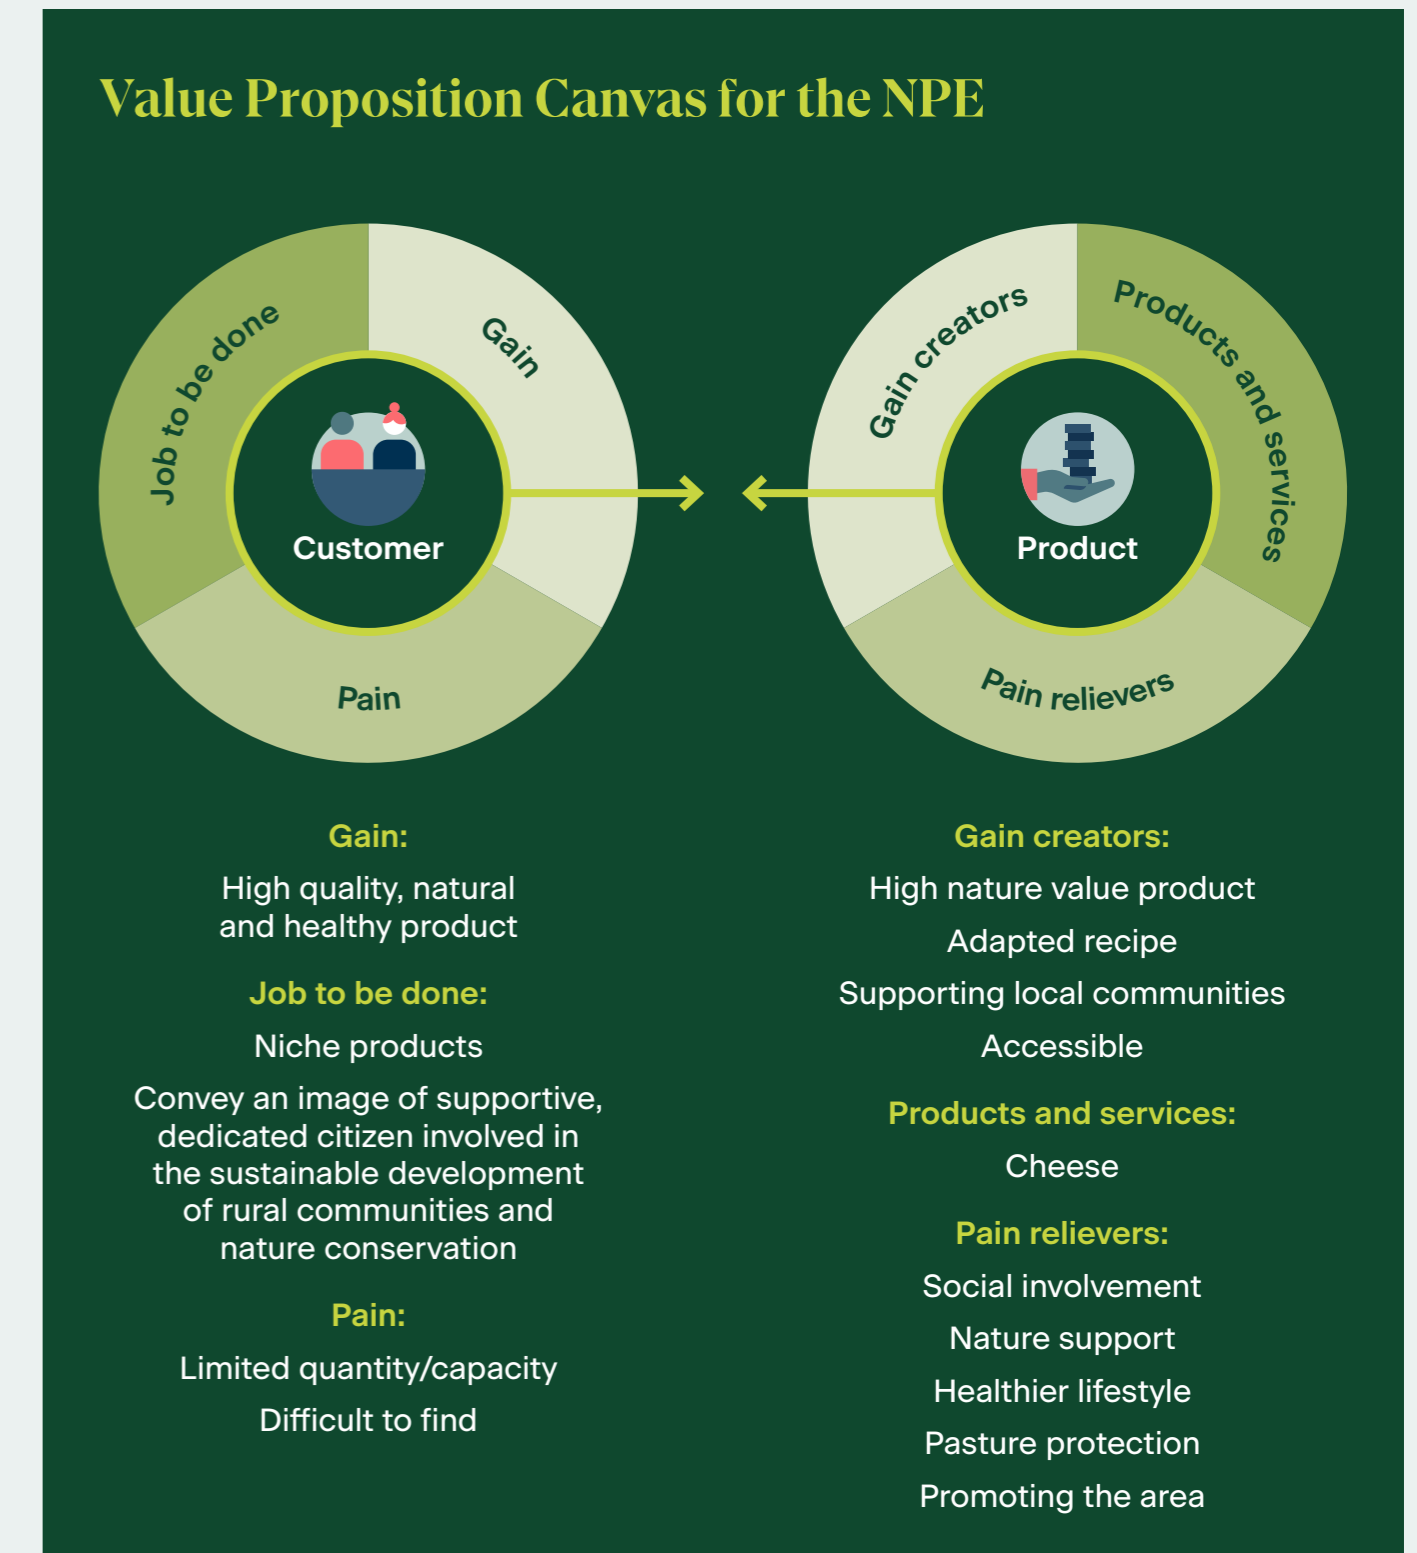 Value Proposition Canvas for the NPE
Job to be done
Gain
Customer
Pain
Gain creators
Products and services
Product
Pain relievers
Gain:
High quality, natural
and healthy product
Job to be done:
Niche products
Convey an image of supportive,
dedicated citizen involved in
the sustainable development
of rural communities and
nature conservation
Pain:
Limited quantity/capacity
Difficult to find
Gain creators:
High nature value product
Adapted recipe
Supporting local communities
Accessible
Products and services:
Cheese
Pain relievers:
Social involvement
Nature support
Healthier lifestyle
Pasture protection
Promoting the area